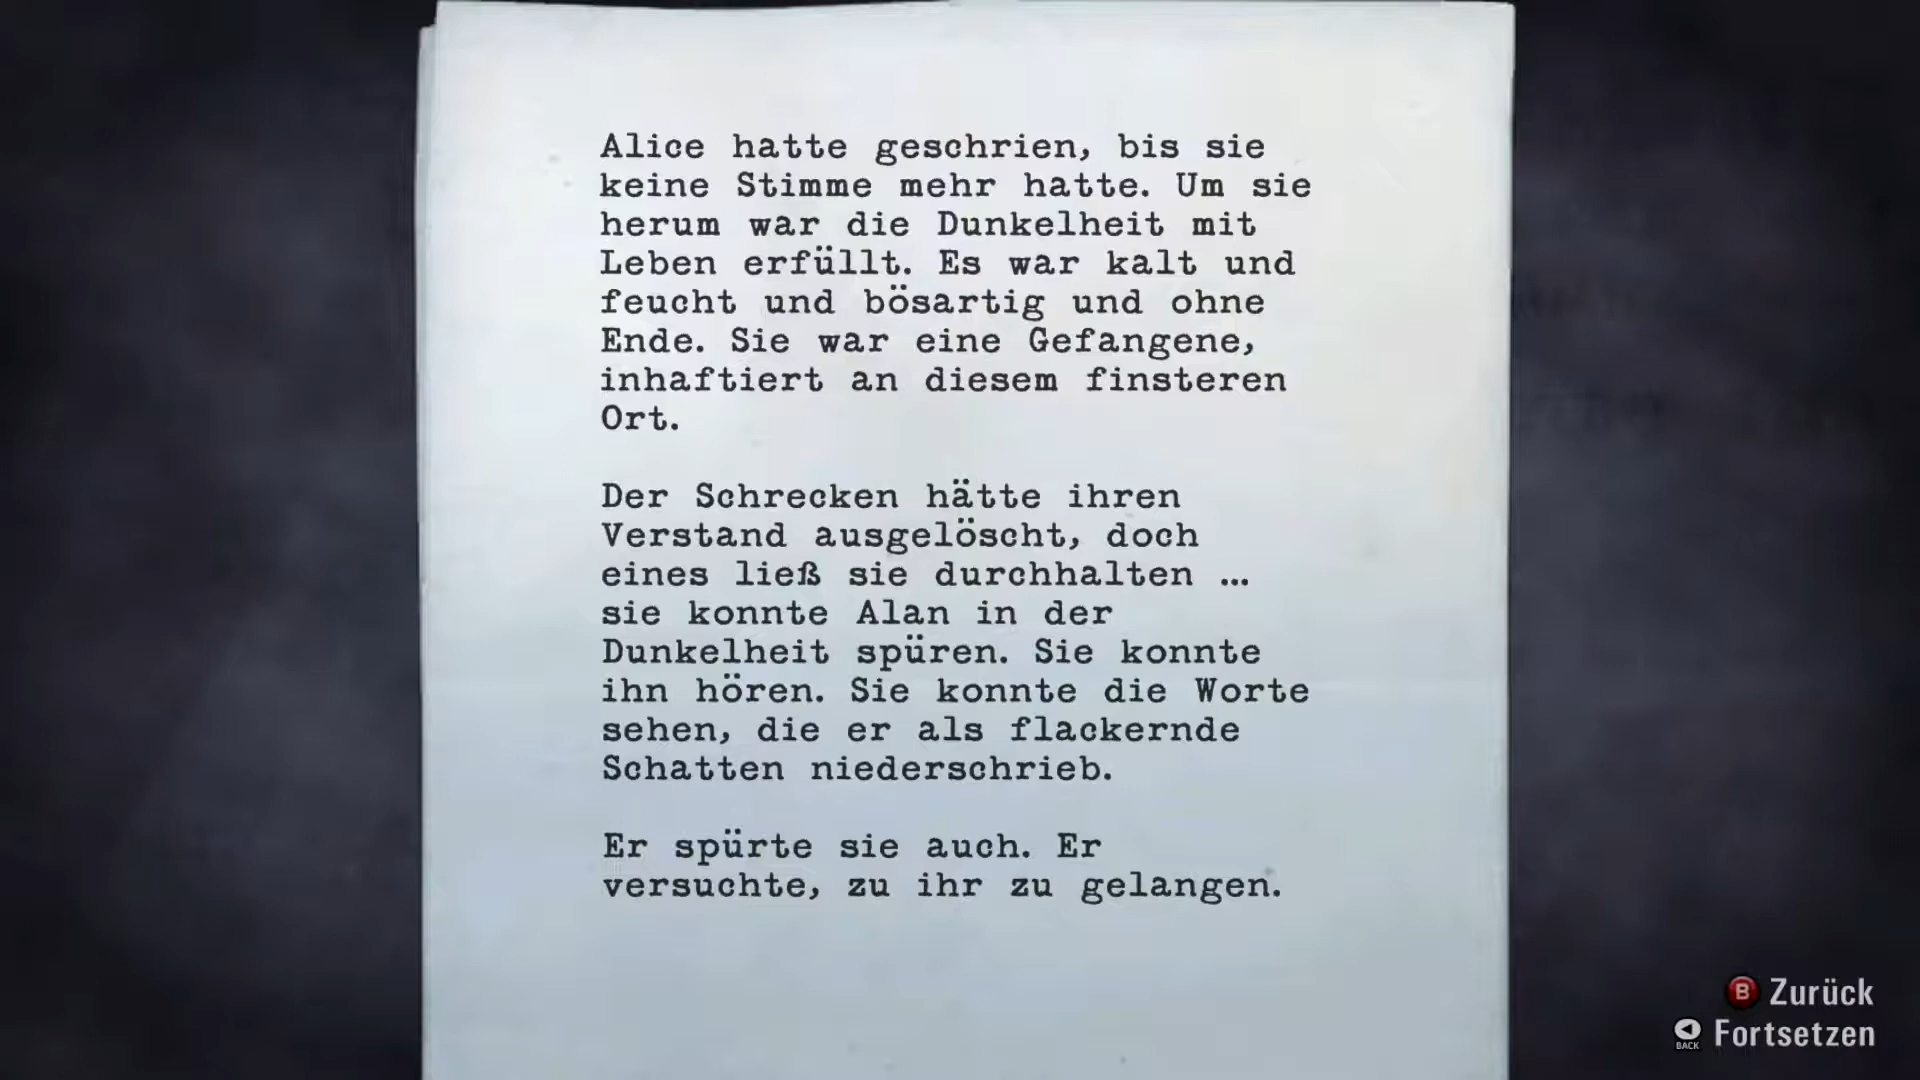 Alice hatte geschrien, bis sie
keine Stimme mehr hatte. Um sie
herum war die Dunkelheit mit
Leben erfüllt. Es war kalt und
feucht und bösartig und ohne
Ende. Sie war eine Gefangene,
inhaftiert an diesem finsteren
Ort.
Der Schrecken hätte ihren
Verstand ausgelöscht, doch
eines ließ sie durchhalten ...
sie konnte Alan in der
Dunkelheit spüren. Sie konnte
ihn hören. Sie konnte die Worte
sehen, die er als flackernde
Schatten niederschrieb.
Er spürte sie auch. Er
versuchte, zu ihr zu gelangen.
B Zurück
BACK Fortsetzen